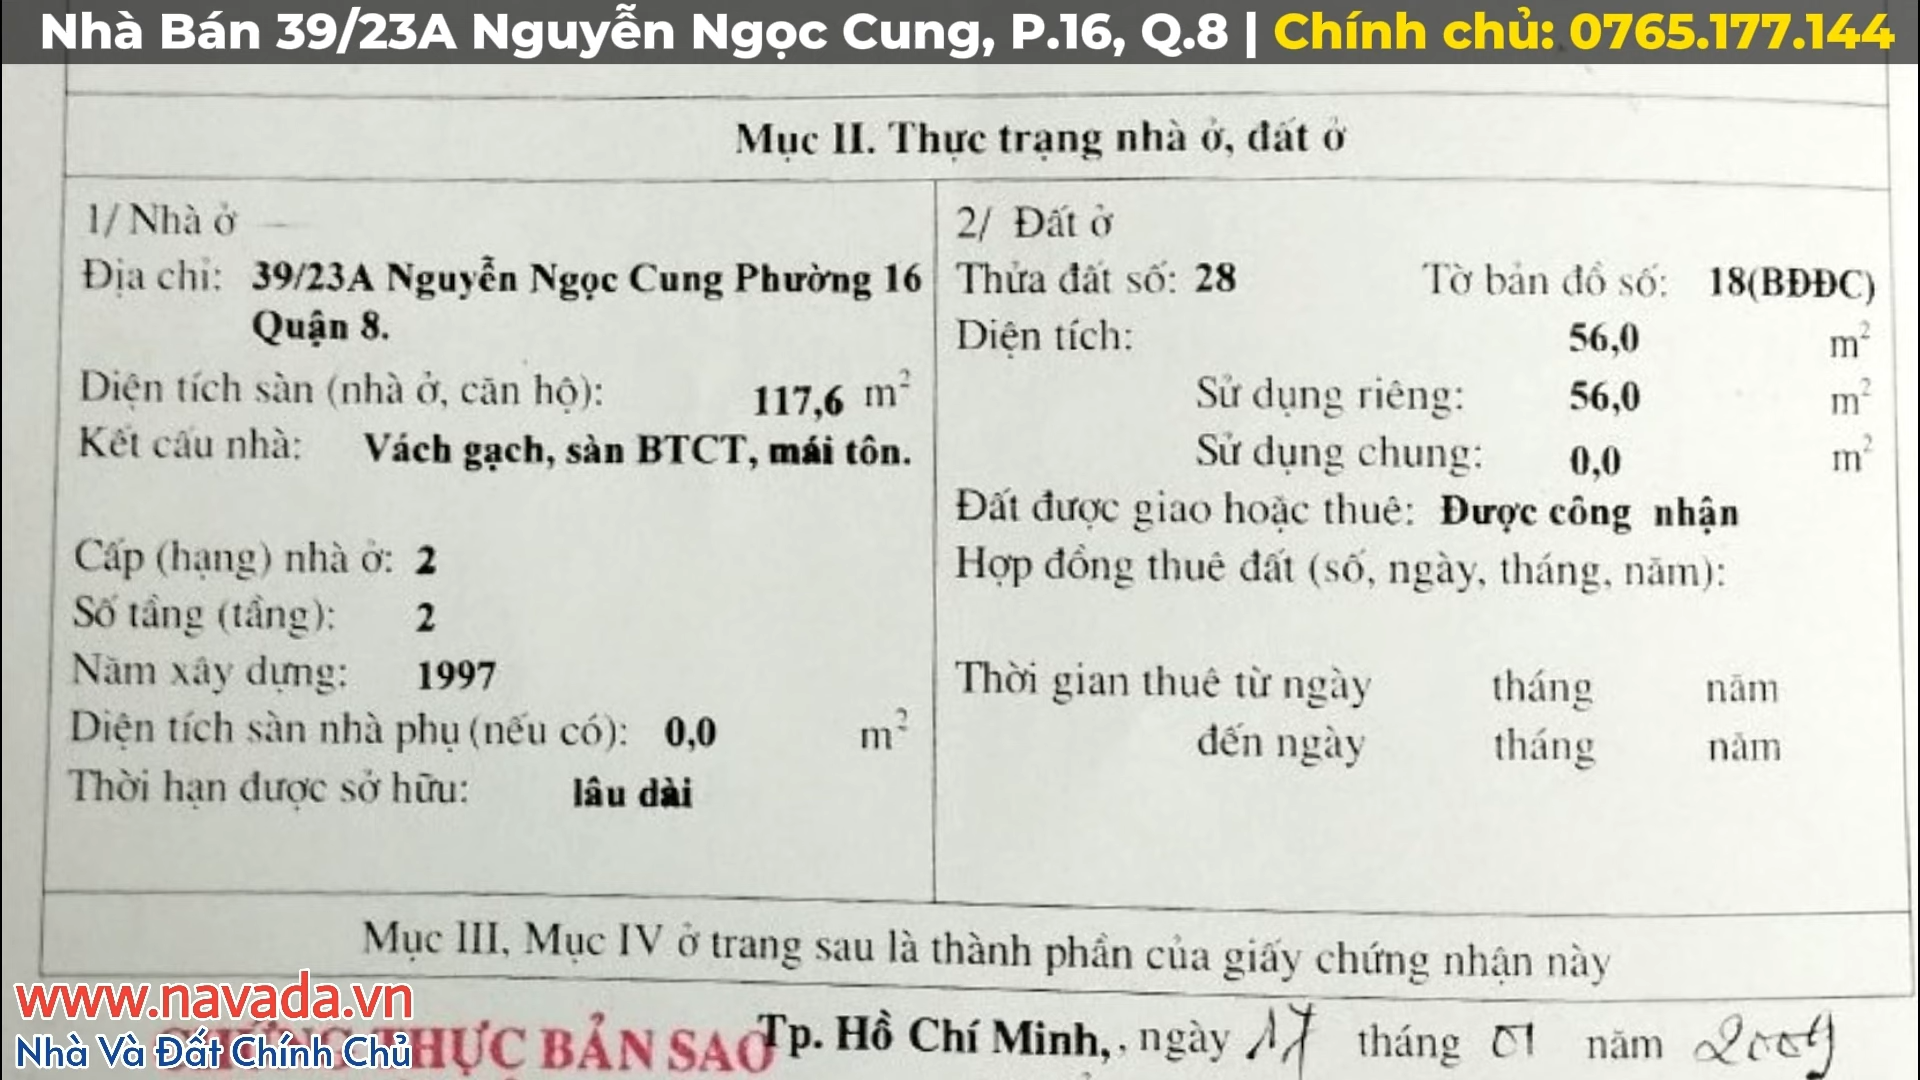 Nhà Bán 39/23A Nguyễn Ngọc Cung, P.16, Q.8 | Chính chủ: 0765.177.144
Mục II. Thực trạng nhà ở, đất ở
1/ Nhà ở
Địa chỉ: 39/23A Nguyễn Ngọc Cung Phường 16
Quận 8.
Diện tích sàn (nhà ở, căn hộ): 117,6 m²
Kết cấu nhà: Vách gạch, sàn BTCT, mái tôn.
Cấp (hạng) nhà ở: 2
Số tầng (tầng): 2
Năm xây dựng: 1997
Diện tích sàn nhà phụ (nếu có): 0,0 m²
Thời hạn được sở hữu: lâu dài
2/ Đất ở
Thửa đất số: 28 Tờ bản đồ số: 18(BĐĐC)
Diện tích: 56,0 m²
Sử dụng riêng: 56,0 m²
Sử dụng chung: 0,0 m²
Đất được giao hoặc thuê: Được công nhận
Hợp đồng thuê đất (số, ngày, tháng, năm):
Thời gian thuê từ ngày tháng năm
đến ngày tháng năm
Mục III, Mục IV ở trang sau là thành phần của giấy chứng nhận này
www.navada.vn
Nhà Và Đất Chính Chủ
CHỨNG THỰC BẢN SAO
Tp. Hồ Chí Minh, , ngày 17 tháng 01 năm 2009